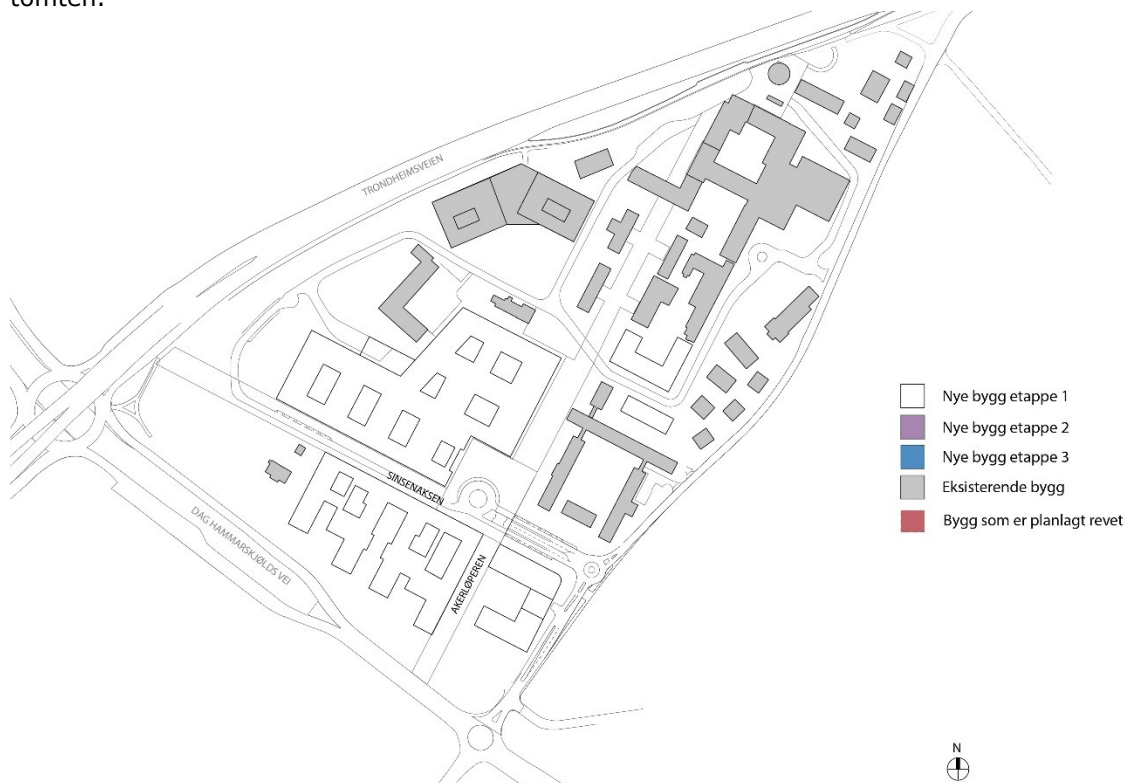 tomten.
TRONDHEIMSVEIEN
SINSENAKSEN
DAG HAMMARSKJØLDS VEI
AKERLØPEREN
Nye bygg etappe 1
Nye bygg etappe 2
Nye bygg etappe 3
Eksisterende bygg
Bygg som er planlagt revet
N